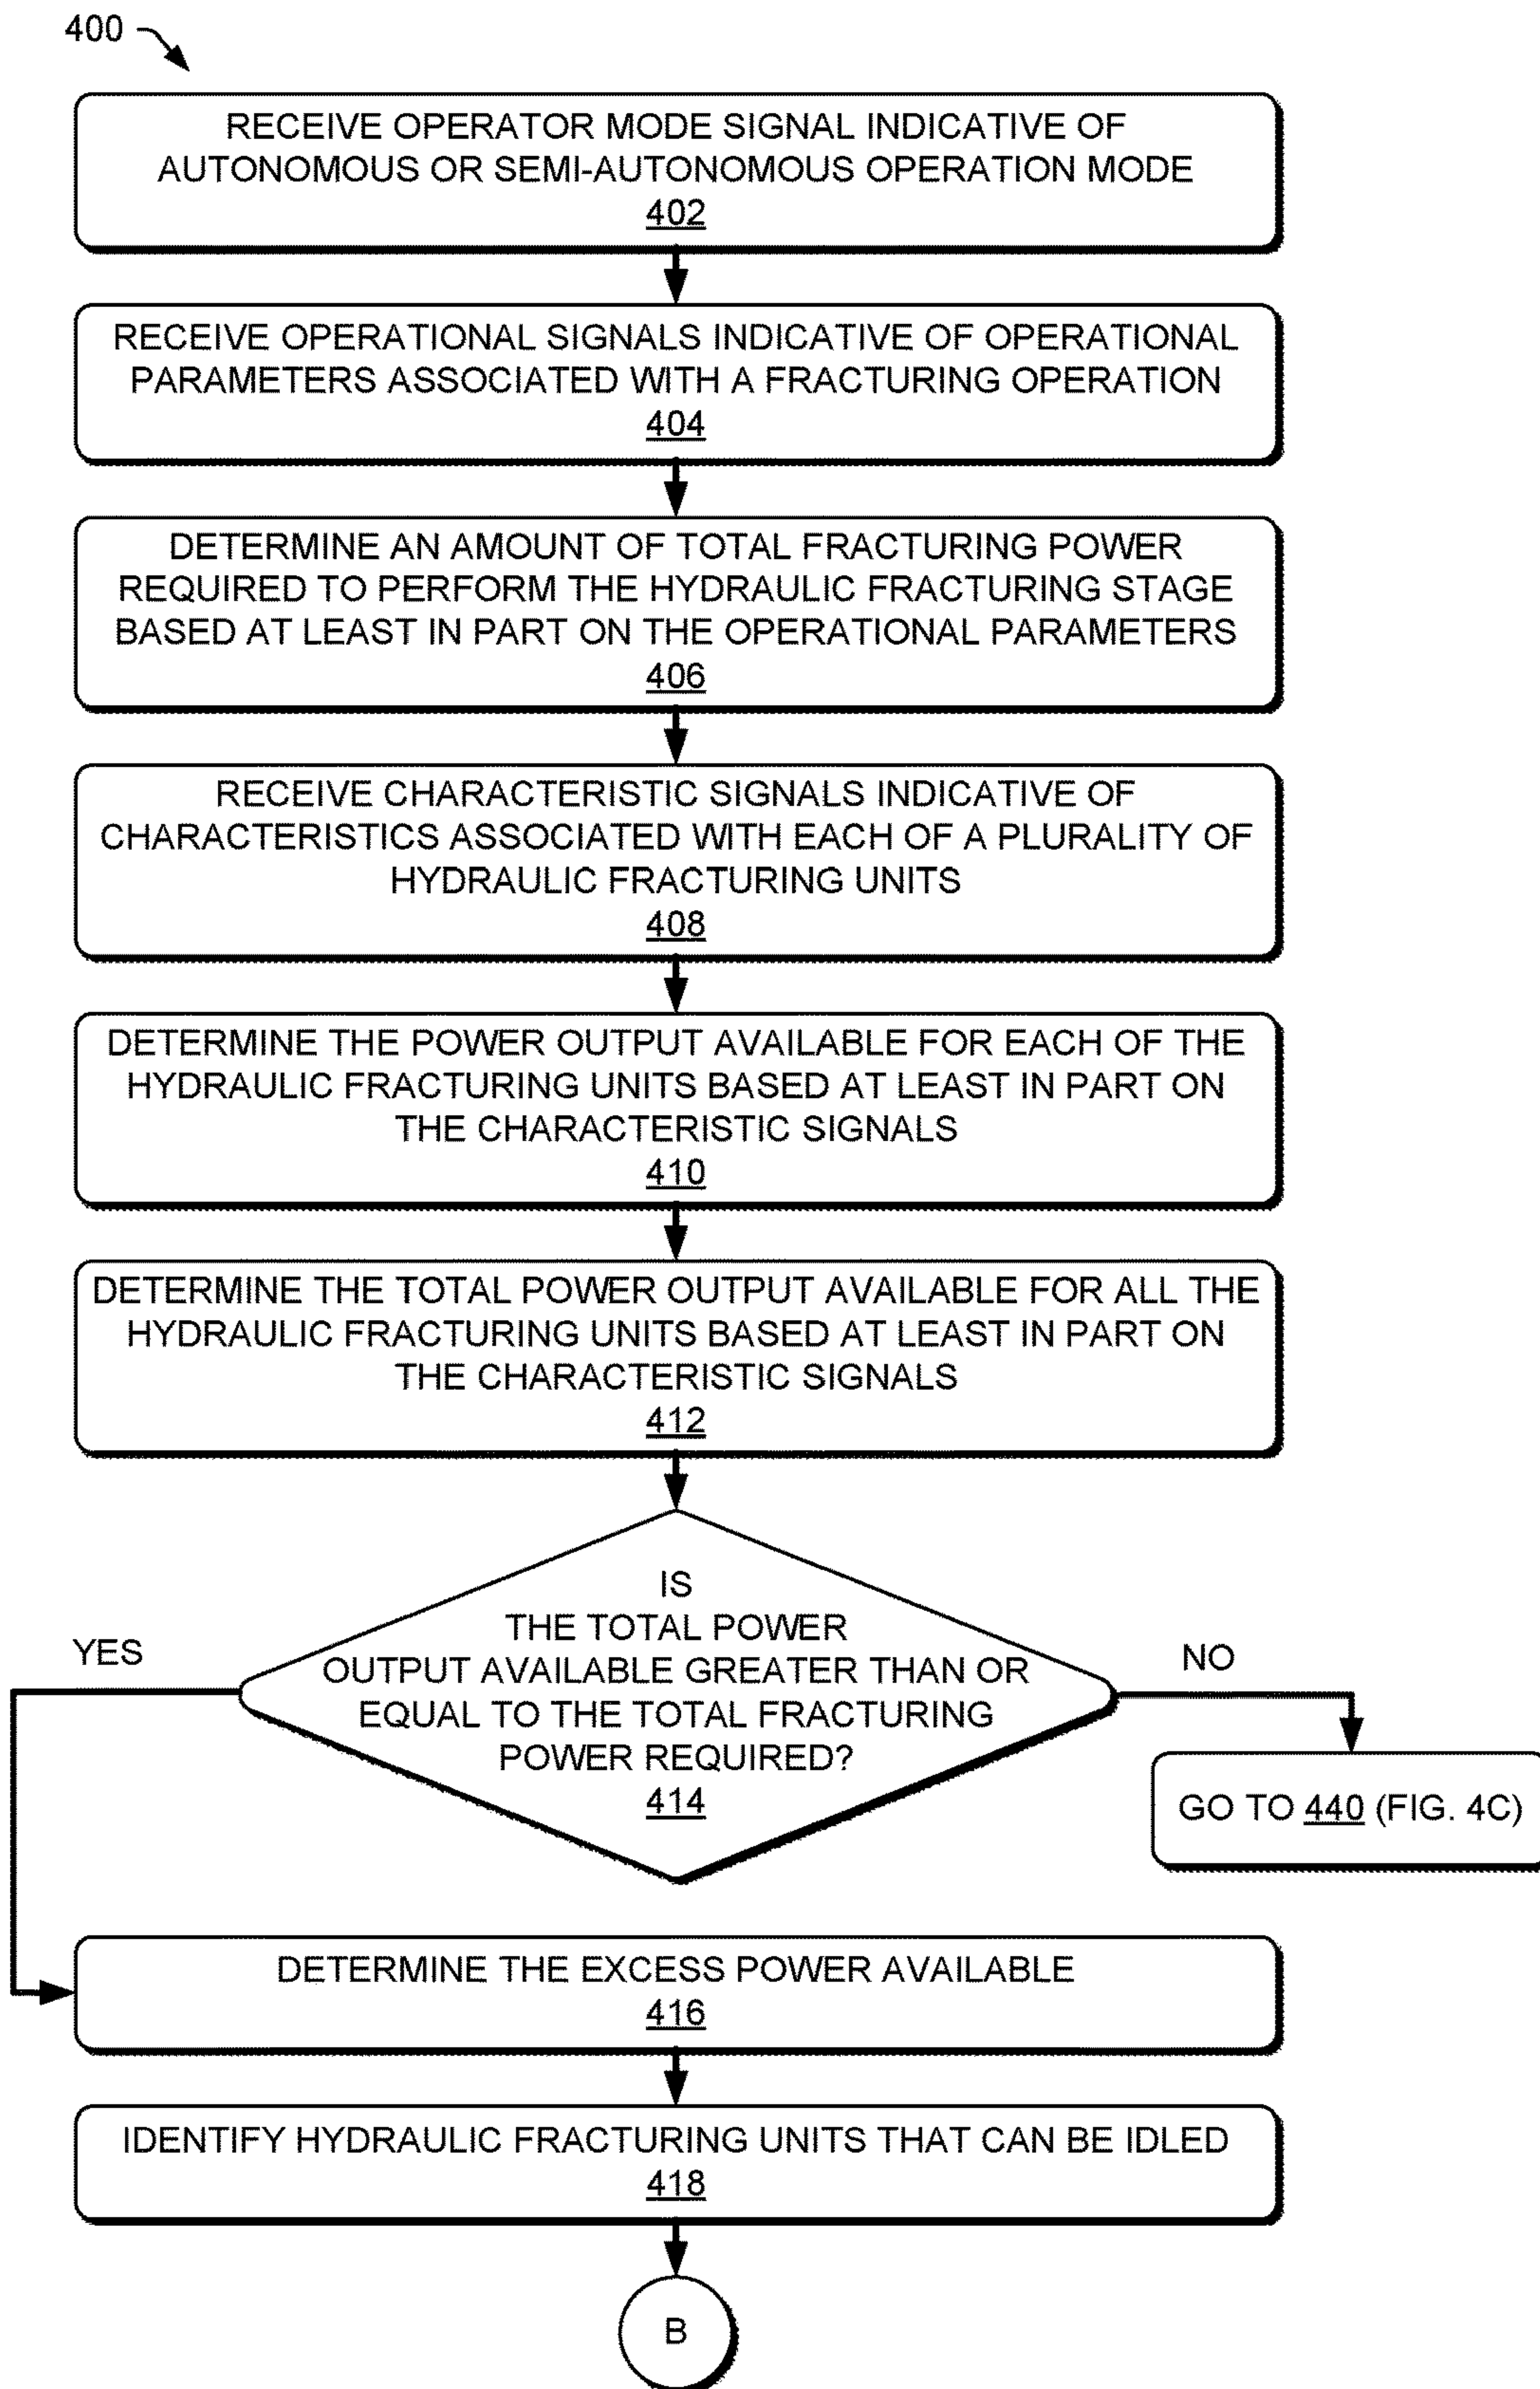 400
RECEIVE OPERATOR MODE SIGNAL INDICATIVE OF
AUTONOMOUS OR SEMI-AUTONOMOUS OPERATION MODE
402
RECEIVE OPERATIONAL SIGNALS INDICATIVE OF OPERATIONAL
PARAMETERS ASSOCIATED WITH A FRACTURING OPERATION
404
DETERMINE AN AMOUNT OF TOTAL FRACTURING POWER
REQUIRED TO PERFORM THE HYDRAULIC FRACTURING STAGE
BASED AT LEAST IN PART ON THE OPERATIONAL PARAMETERS
406
RECEIVE CHARACTERISTIC SIGNALS INDICATIVE OF
CHARACTERISTICS ASSOCIATED WITH EACH OF A PLURALITY OF
HYDRAULIC FRACTURING UNITS
408
DETERMINE THE POWER OUTPUT AVAILABLE FOR EACH OF THE
HYDRAULIC FRACTURING UNITS BASED AT LEAST IN PART ON
THE CHARACTERISTIC SIGNALS
410
DETERMINE THE TOTAL POWER OUTPUT AVAILABLE FOR ALL THE
HYDRAULIC FRACTURING UNITS BASED AT LEAST IN PART ON
THE CHARACTERISTIC SIGNALS
412
IS
THE TOTAL POWER
OUTPUT AVAILABLE GREATER THAN OR
EQUAL TO THE TOTAL FRACTURING
POWER REQUIRED?
414
YES
NO
GO TO 440 (FIG. 4C)
DETERMINE THE EXCESS POWER AVAILABLE
416
IDENTIFY HYDRAULIC FRACTURING UNITS THAT CAN BE IDLED
418
B